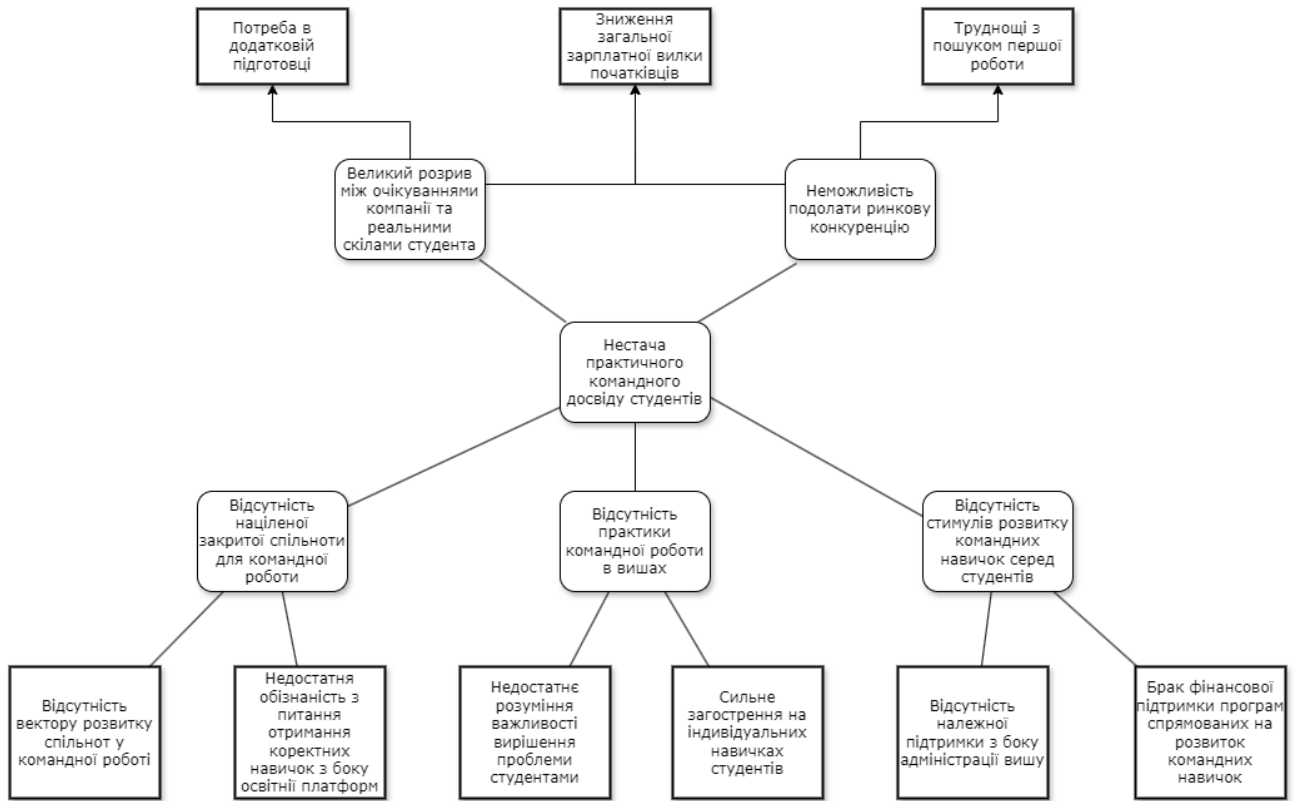 Потреба в
додатковій
підготовці
Зниження
загальної
зарплатної вилки
початківців
Труднощі з
пошуком першої
роботи
Великий розрив
між очікуваннями
компанії та
реальними
скілами студента
Неможливість
подолати ринкову
конкуренцію
Нестача
практичного
командного
досвіду студентів
Відсутність
націленої
закритої спільноти
для командної
роботи
Відсутність
практики
командної роботи
в вишах
Відсутність
стимулів розвитку
командних
навичок серед
студентів
Відсутність
вектору розвитку
спільнот у
командної роботі
Недостатня
обізнаність з
питання
отримання
коректних
навичок з боку
освітнії платформ
Недостатнє
розуміння
важливості
вирішення
проблеми
студентами
Сильне
загострення на
індивідуальних
навичках
студентів
Відсутність
належної
підтримки з боку
адміністрації вишу
Брак фінансової
підтримки програм
спрямованих на
розвиток
командних
навичок